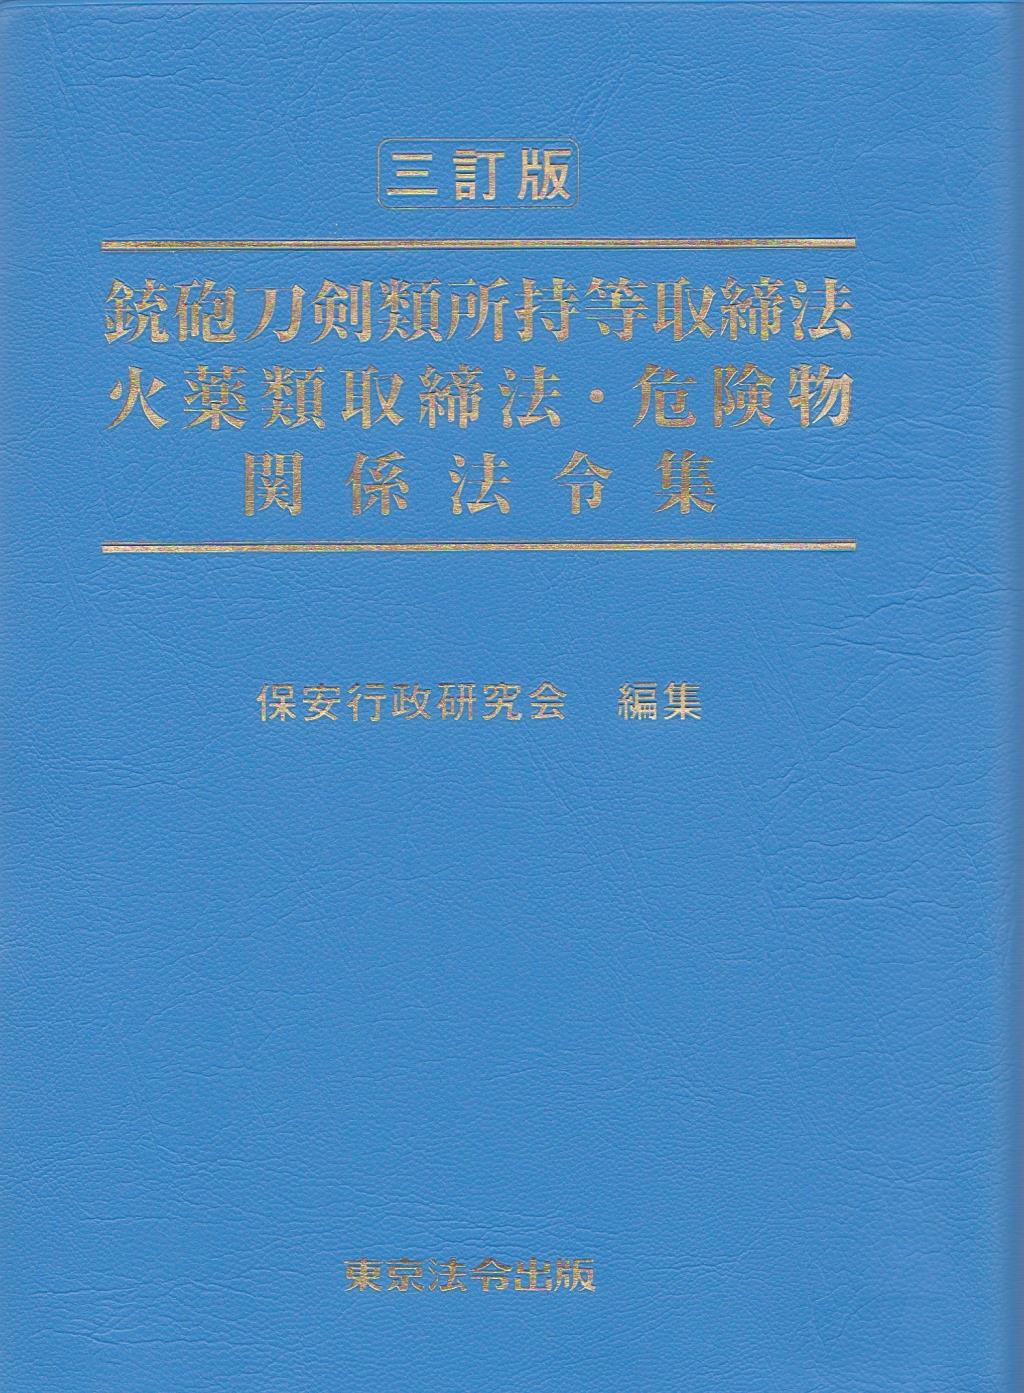 三訂版
銃砲刀剣類所持等取締法
火薬類取締法・危険物
関係法令集
保安行政研究会　編集
東京法令出版